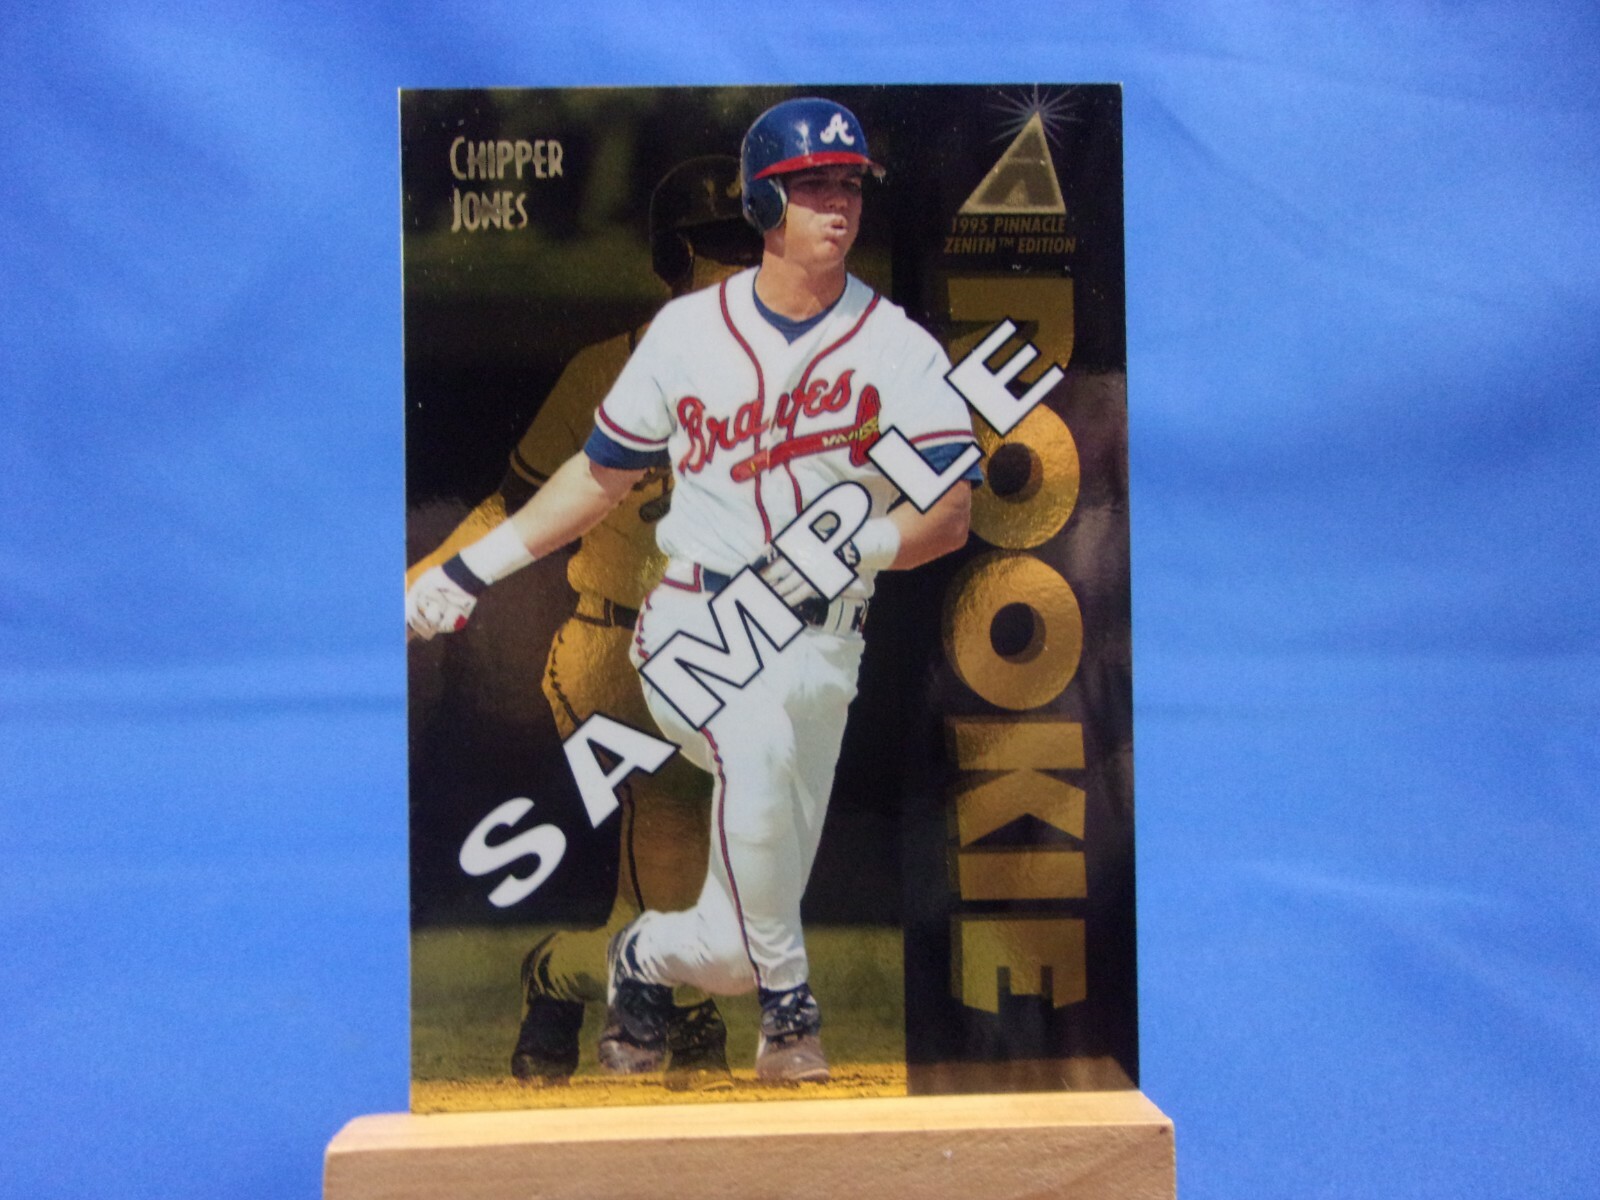 CHIPPER
JONES
1995 PINNACLE
ZENITH™ EDITION
ROOKIE
A
Braves
SAMPLE